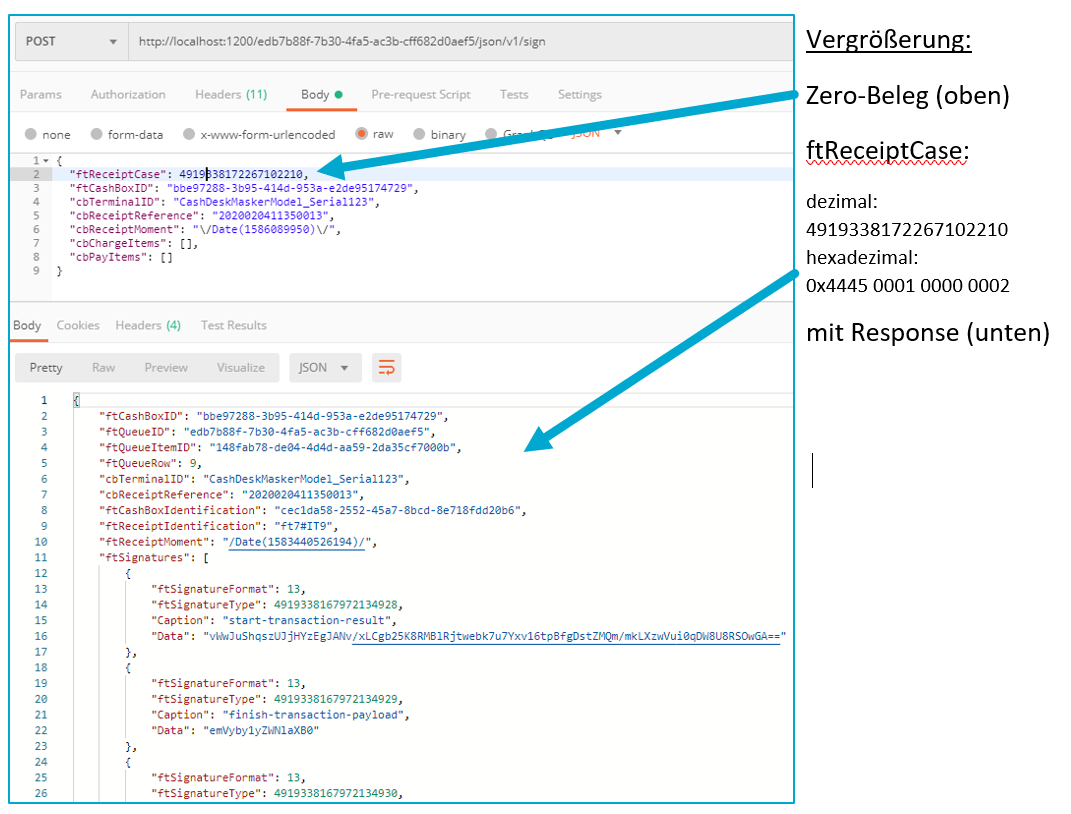 POST
http://localhost:1200/edb7b88f-7b30-4fa5-ac3b-cff682d0aef5/json/v1/sign
Params Authorization Headers (11) Body Pre-request Script Tests Settings
none form-data x-www-form-urlencoded raw binary JSON
1 {
2 "ftReceiptCase": 4919338172267102210,
3 "ftCashBoxID": "bbe97288-3b95-414d-953a-e2de95174729",
4 "cbTerminalID": "CashDeskMaskerModel_Serial123",
5 "cbReceiptReference": "2020020411350013",
6 "cbReceiptMoment": "\/Date(1586089950)\/",
7 "cbChargeItems": [],
8 "cbPayItems": []
9 }
Body Cookies Headers (4) Test Results
Pretty Raw Preview Visualize JSON
1 {
2 "ftCashBoxID": "bbe97288-3b95-414d-953a-e2de95174729",
3 "ftQueueID": "edb7b88f-7b30-4fa5-ac3b-cff682d0aef5",
4 "ftQueueItemID": "148fab78-de04-4d4d-aa59-2da35cf7000b",
5 "ftQueueRow": 9,
6 "cbTerminalID": "CashDeskMaskerModel_Serial123",
7 "cbReceiptReference": "2020020411350013",
8 "ftCashBoxIdentification": "cec1da58-2552-45a7-8bcd-8e718fdd20b6",
9 "ftReceiptIdentification": "ft7#IT9",
10 "ftReceiptMoment": "/Date(1583440526194)/",
11 "ftSignatures": [
12 {
13 "ftSignatureFormat": 13,
14 "ftSignatureType": 4919338167972134928,
15 "Caption": "start-transaction-result",
16 "Data": "vWwJuShqszUJjHYzEgJANv/xLCgb25K8RMBlRjtwebk7u7Yxv16tpBfgDstZMQm/mkLXzwVui0qDW8U8RSOwGA=="
17 },
18 {
19 "ftSignatureFormat": 13,
20 "ftSignatureType": 4919338167972134929,
21 "Caption": "finish-transaction-payload",
22 "Data": "emVyby1yZWNlaXB0"
23 },
24 {
25 "ftSignatureFormat": 13,
26 "ftSignatureType": 4919338167972134930,
Vergrößerung:
Zero-Beleg (oben)
ftReceiptCase:
dezimal:
4919338172267102210
hexadezimal:
0x4445 0001 0000 0002
mit Response (unten)